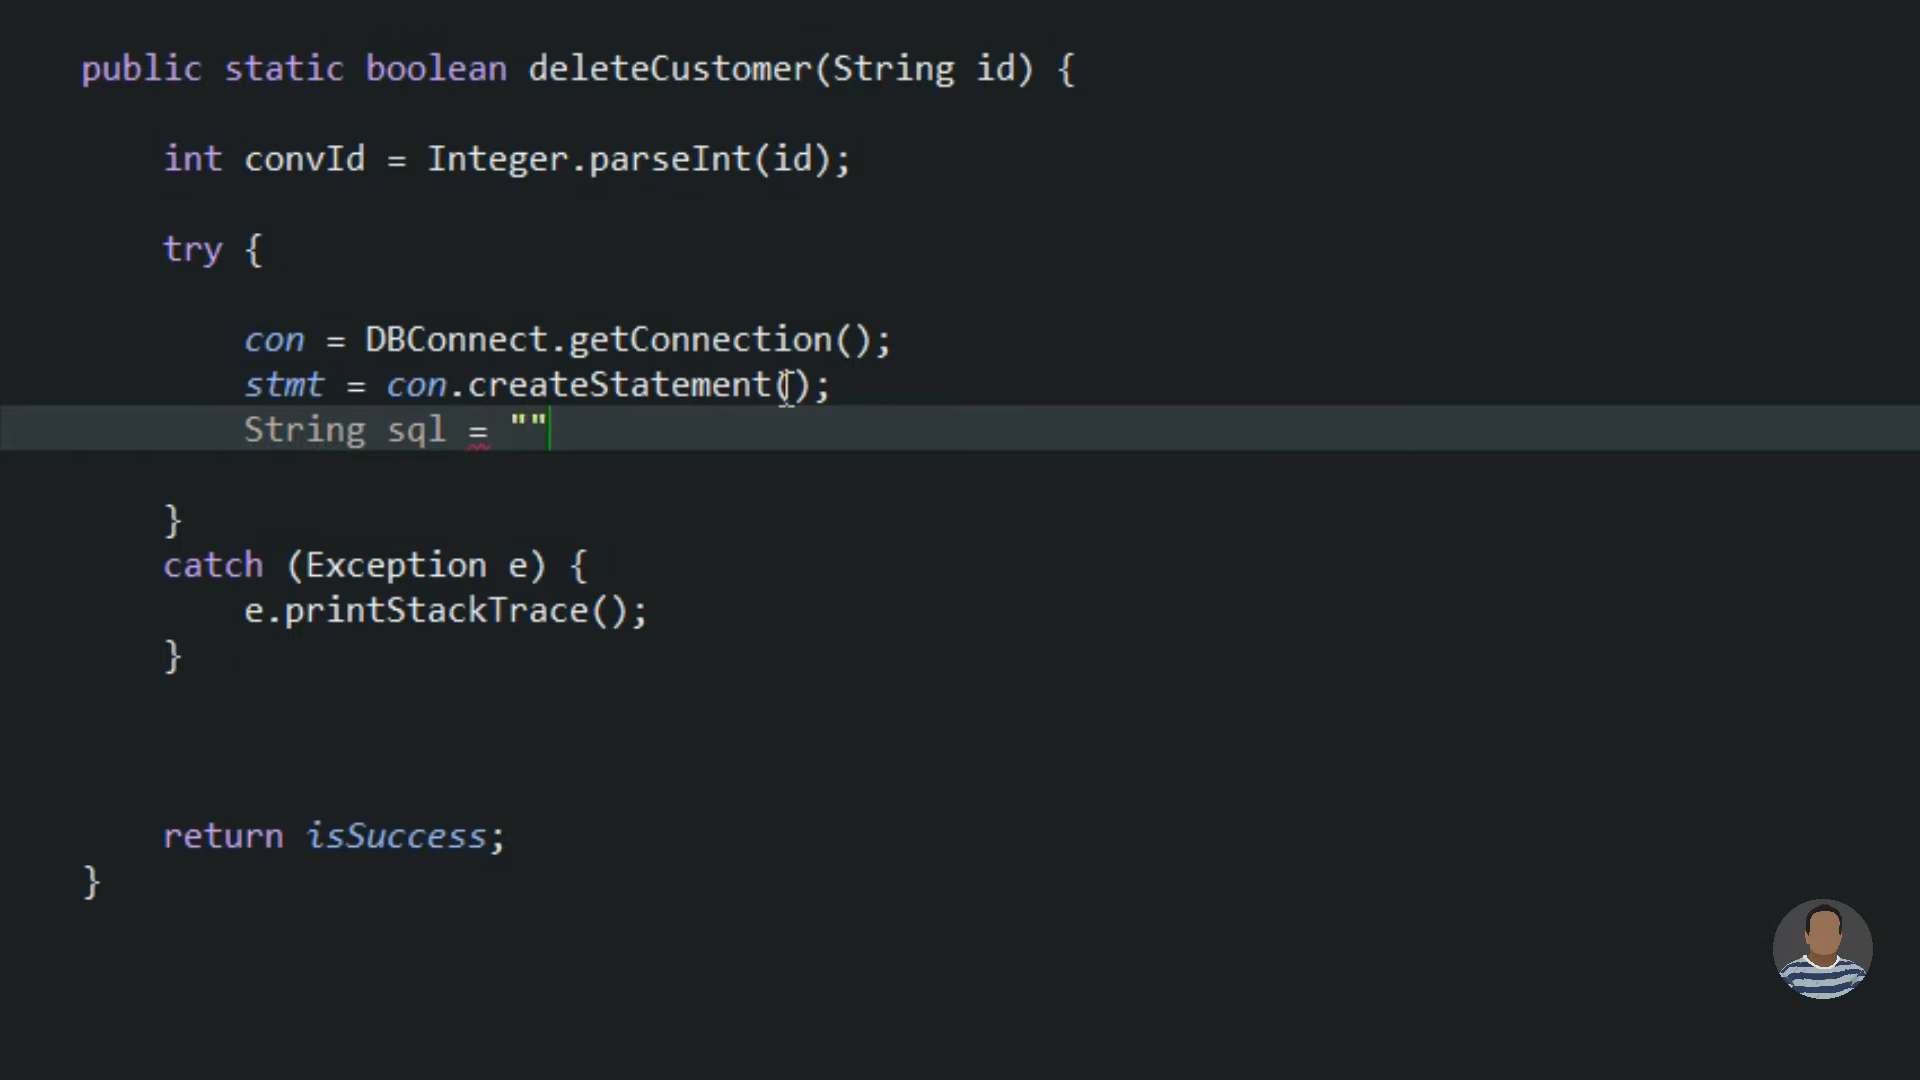 public static boolean deleteCustomer(String id) {
int convId = Integer.parseInt(id);
try {
con = DBConnect.getConnection();
stmt = con.createStatement();
String sql = ""
}
catch (Exception e) {
e.printStackTrace();
}
return isSuccess;
}